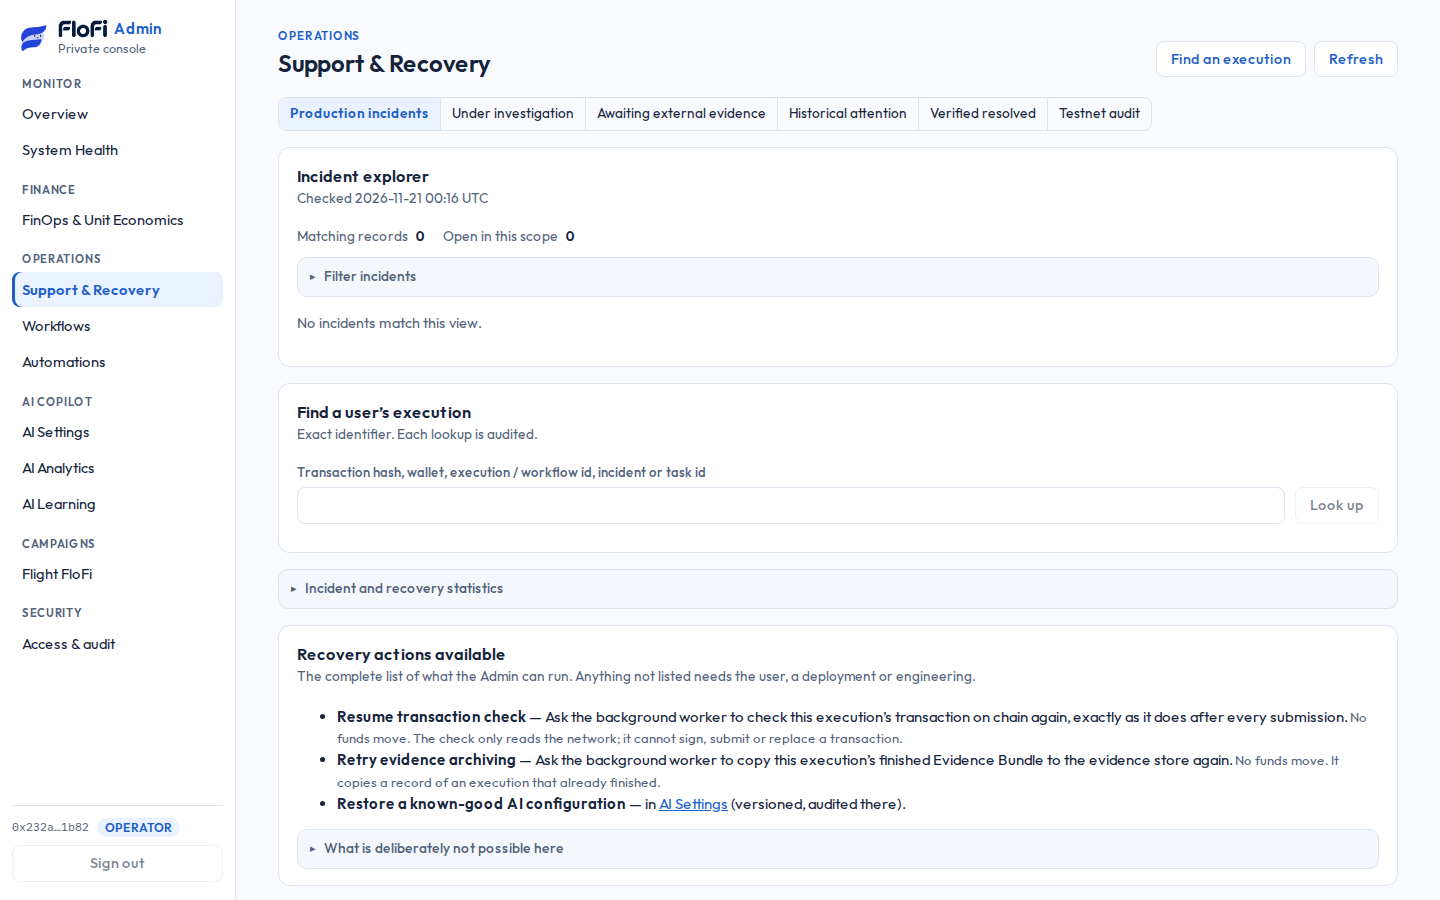 FloFi Admin
Private console
MONITOR
Overview
System Health
FINANCE
FinOps & Unit Economics
OPERATIONS
Support & Recovery
Workflows
Automations
AI COPILOT
AI Settings
AI Analytics
AI Learning
CAMPAIGNS
Flight FloFi
SECURITY
Access & audit
0x232a…1b82 OPERATOR
Sign out
OPERATIONS
Support & Recovery
Find an execution Refresh
Production incidents Under investigation Awaiting external evidence Historical attention Verified resolved Testnet audit
Incident explorer
Checked 2026-11-21 00:16 UTC
Matching records 0 Open in this scope 0
▸ Filter incidents
No incidents match this view.
Find a user’s execution
Exact identifier. Each lookup is audited.
Transaction hash, wallet, execution / workflow id, incident or task id
Look up
▸ Incident and recovery statistics
Recovery actions available
The complete list of what the Admin can run. Anything not listed needs the user, a deployment or engineering.
• Resume transaction check — Ask the background worker to check this execution’s transaction on chain again, exactly as it does after every submission. No
funds move. The check only reads the network; it cannot sign, submit or replace a transaction.
• Retry evidence archiving — Ask the background worker to copy this execution’s finished Evidence Bundle to the evidence store again. No funds move. It
copies a record of an execution that already finished.
• Restore a known-good AI configuration — in AI Settings (versioned, audited there).
▸ What is deliberately not possible here